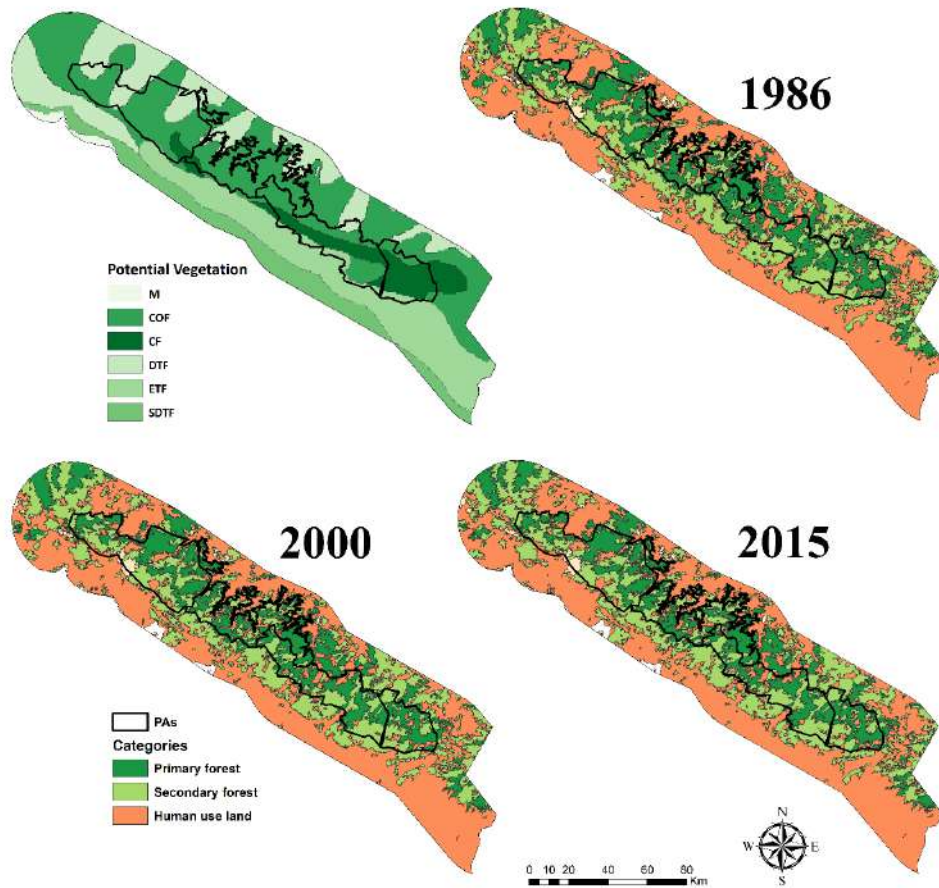 1986
Potential Vegetation
M
COF
CF
DTF
ETF
SDTF
2000
2015
PAs
Categories
Primary forest
Secondary forest
Human use land
N
W E
S
0 10 20 40 60 80
Km